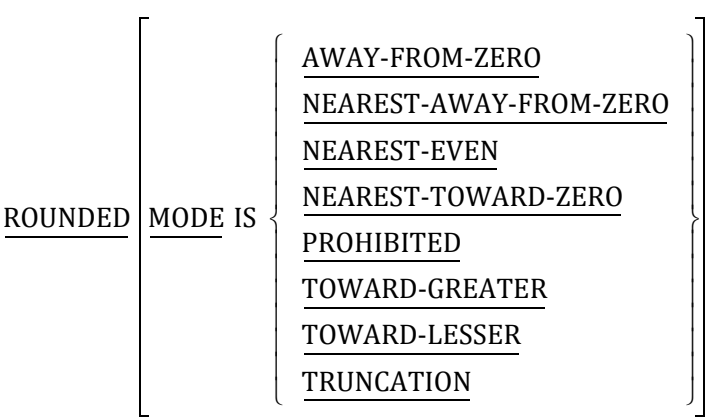 AWAY-FROM-ZERO
NEAREST-AWAY-FROM-ZERO
NEAREST-EVEN
NEAREST-TOWARD-ZERO
ROUNDED MODE IS
PROHIBITED
TOWARD-GREATER
TOWARD-LESSER
TRUNCATION